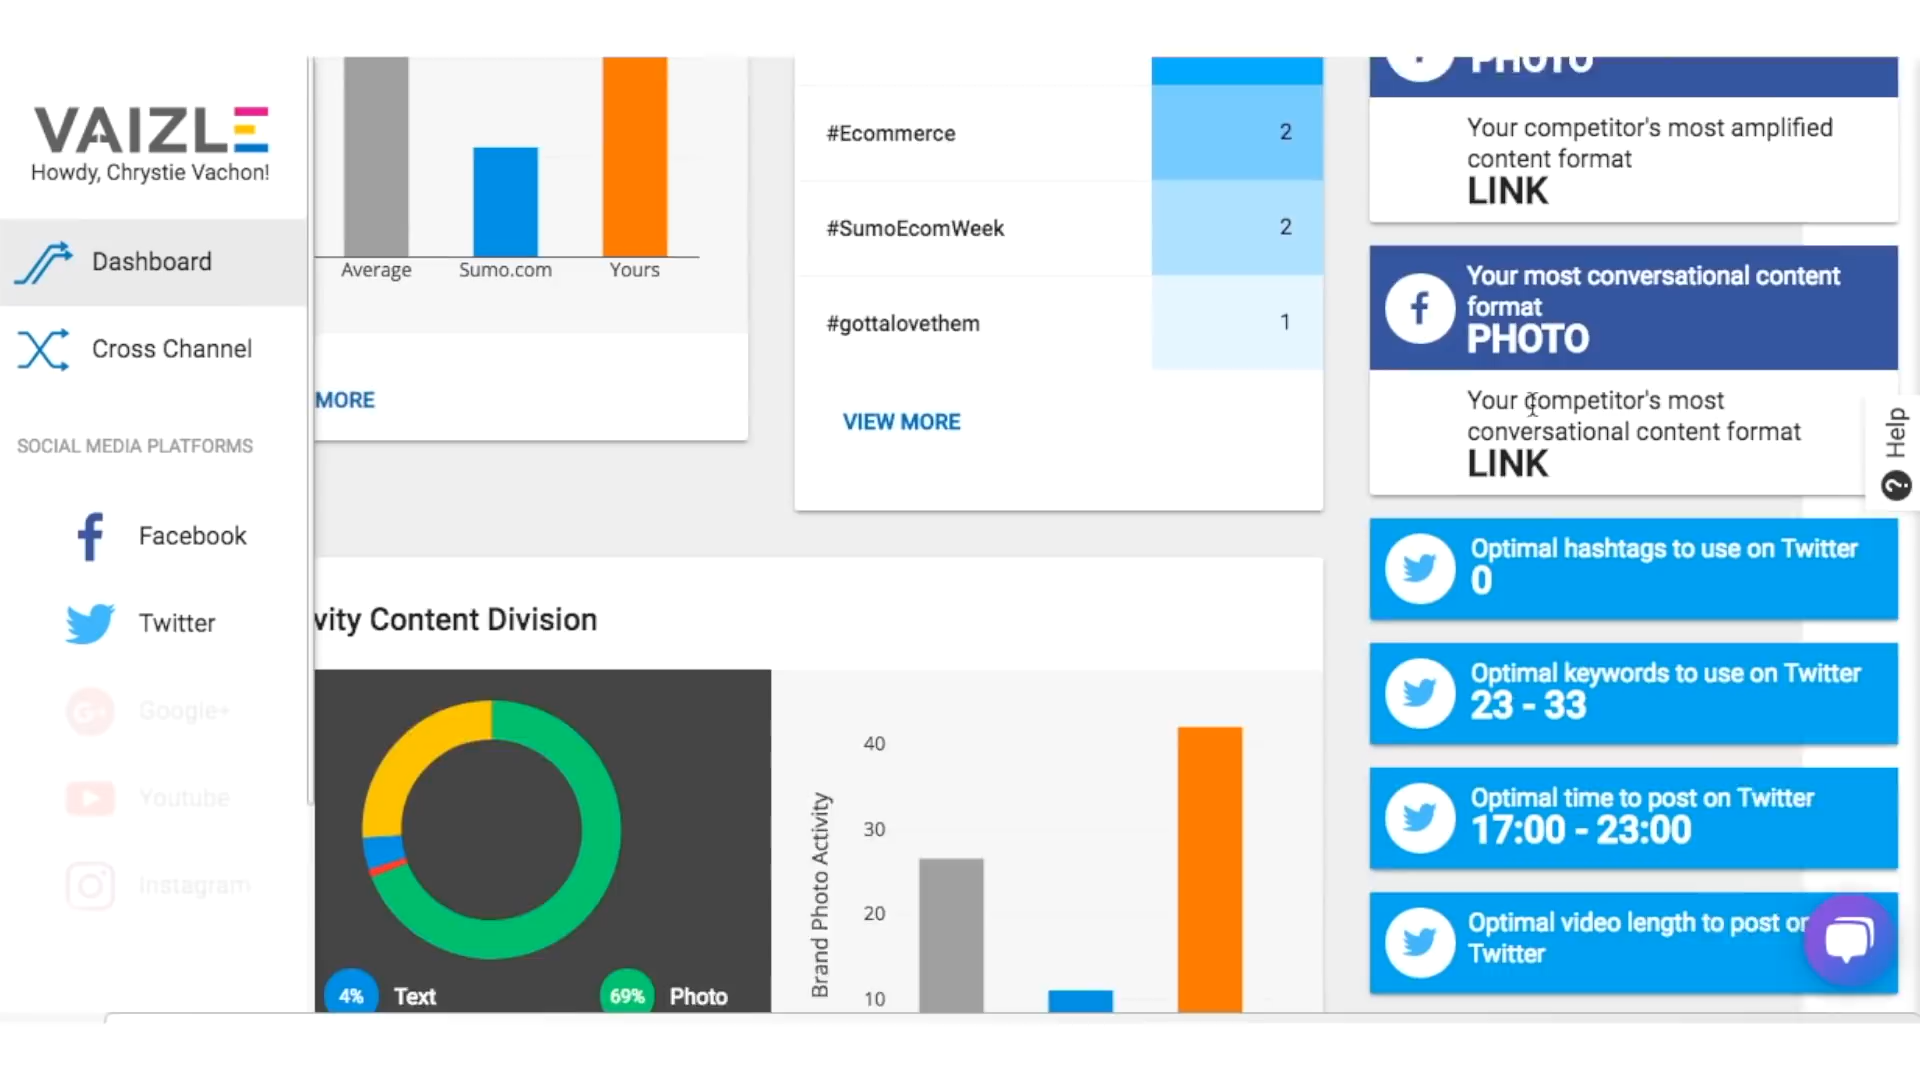 VAIZLE
Howdy, Chrystie Vachon!
Dashboard
Cross Channel
SOCIAL MEDIA PLATFORMS
Facebook
Twitter
G+
Google+
Youtube
Instagram
Average
Sumo.com
Yours
MORE
#Ecommerce
2
#SumoEcomWeek
2
#gottalovethem
1
VIEW MORE
vity Content Division
4%
Text
69%
Photo
Brand Photo Activity
40
30
20
10
PHOTO
Your competitor's most amplified
content format
LINK
Your most conversational content
format
PHOTO
Your competitor's most
conversational content format
LINK
Optimal hashtags to use on Twitter
0
Optimal keywords to use on Twitter
23 - 33
Optimal time to post on Twitter
17:00 - 23:00
Optimal video length to post on
Twitter
Help
?